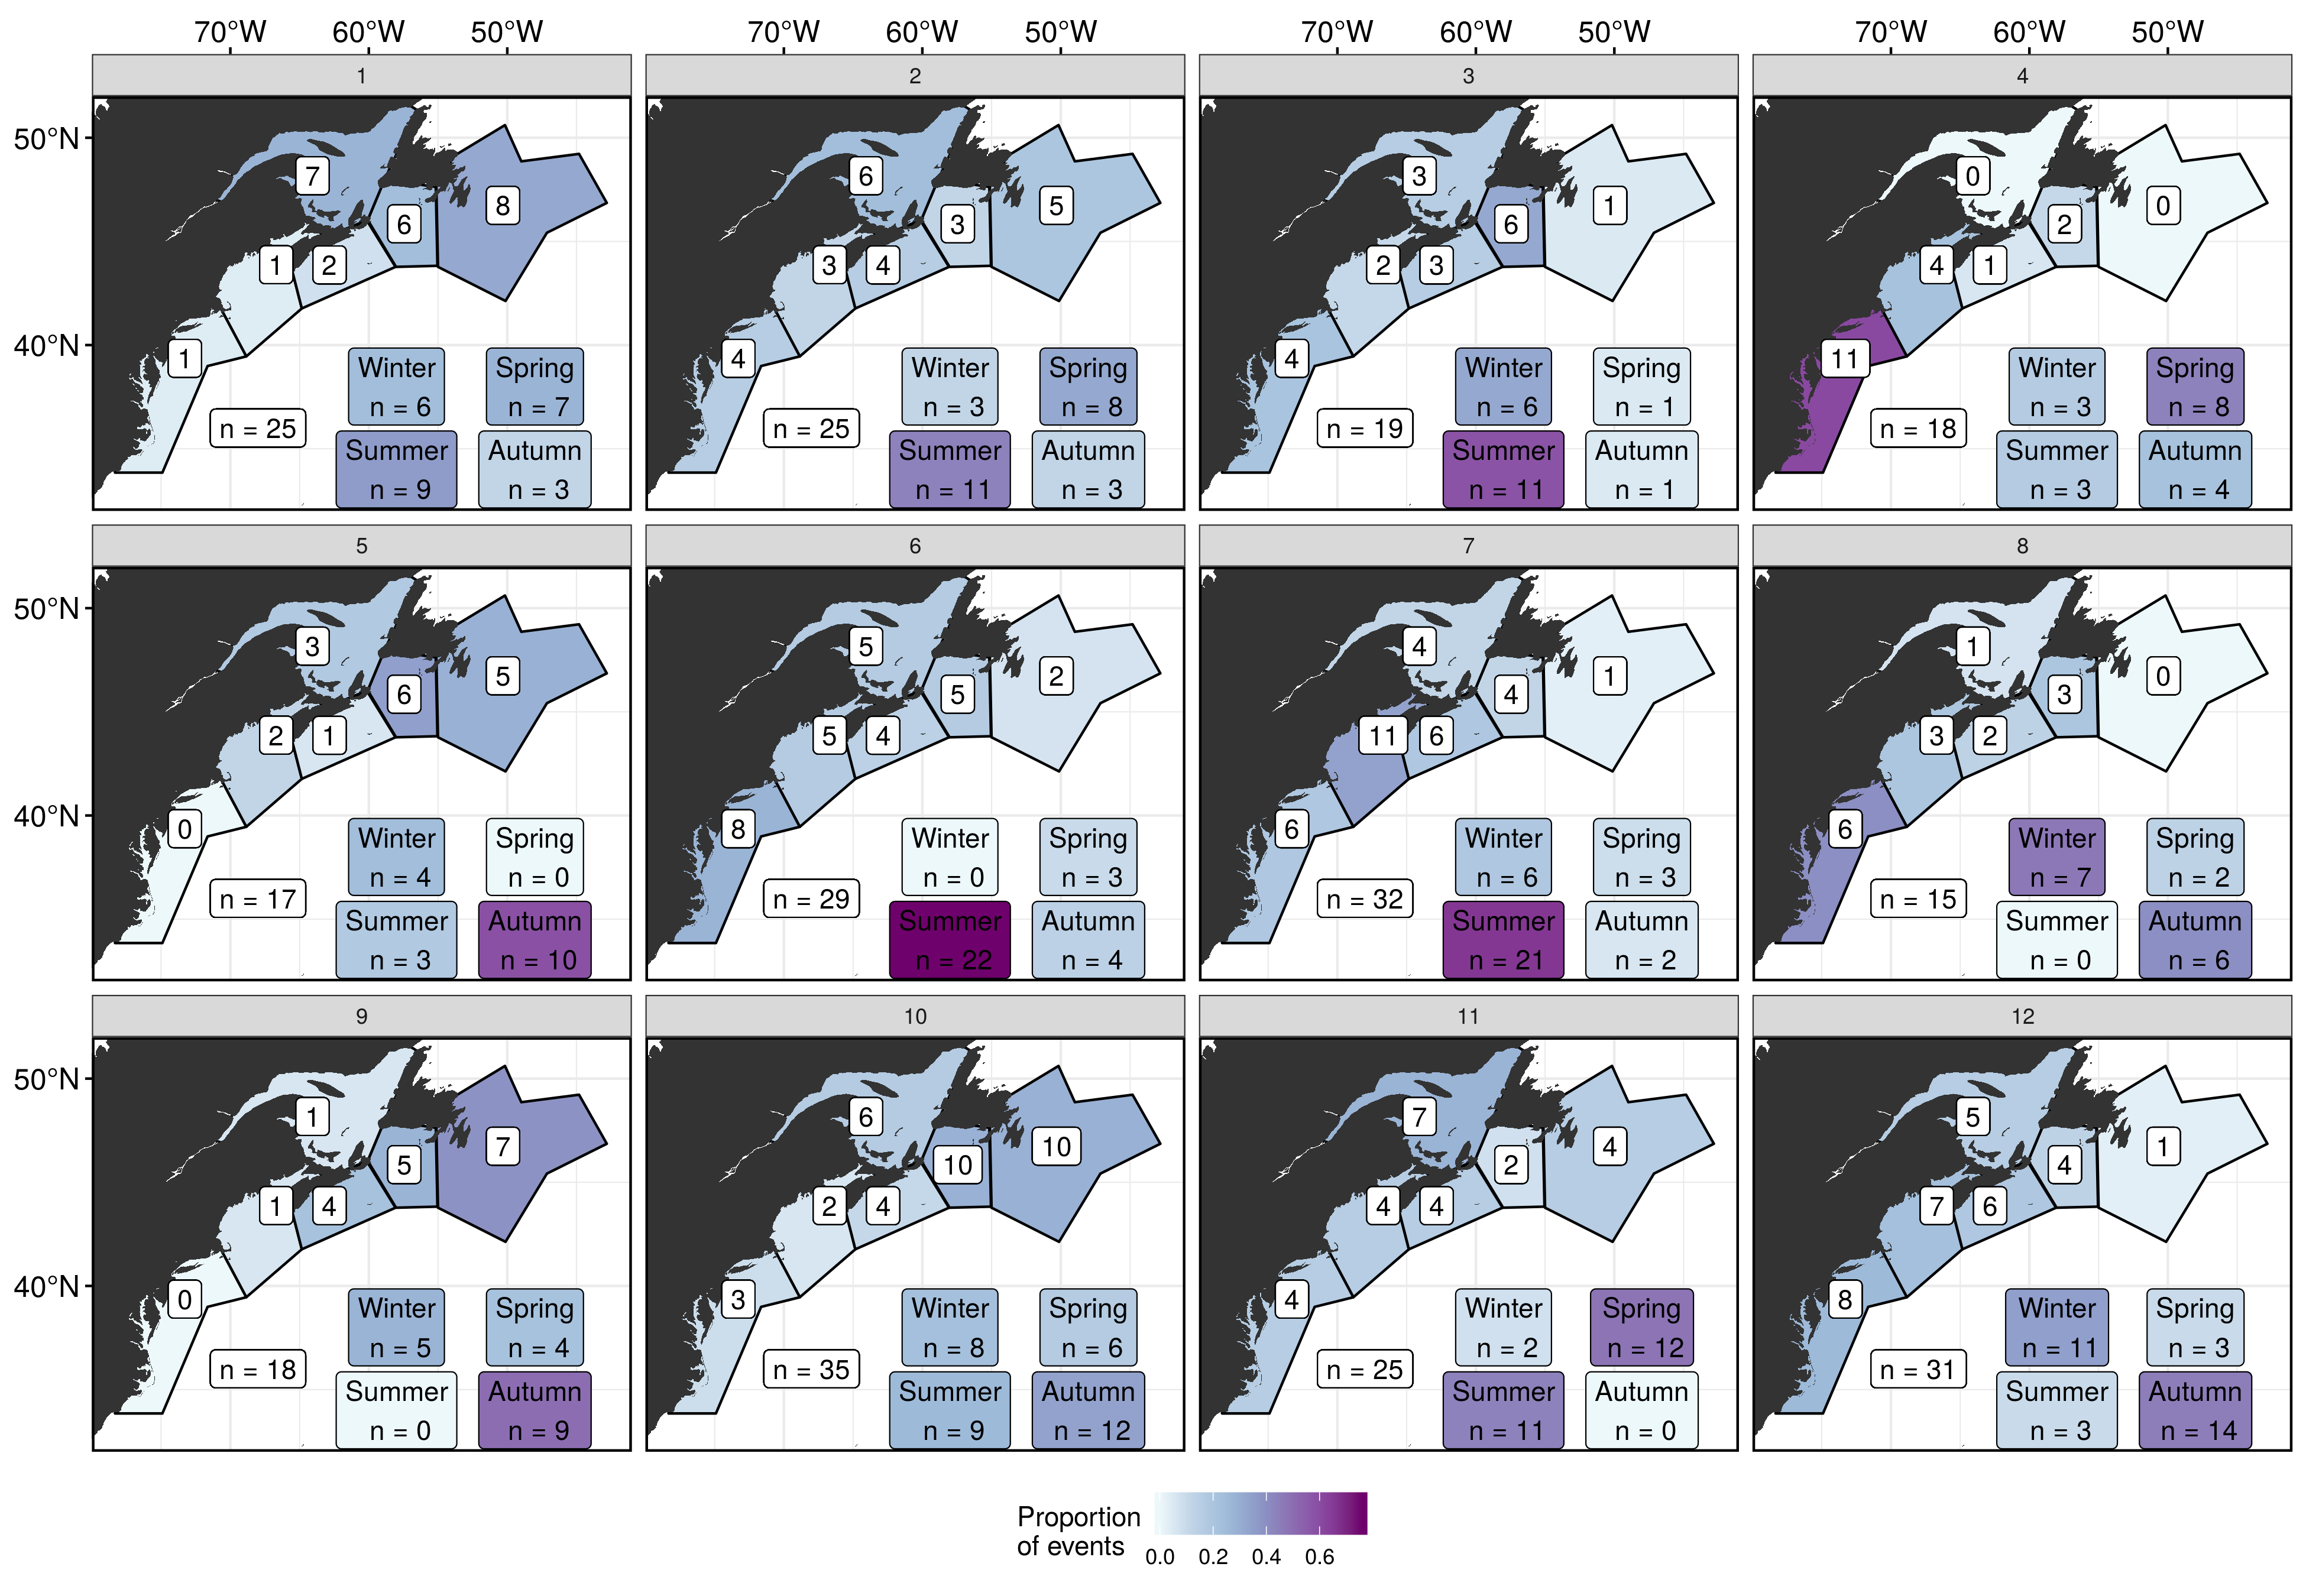 70°W 60°W 50°W 70°W 60°W 50°W 70°W 60°W 50°W 70°W 60°W 50°W
1 2 3 4
50°N
40°N
7
8
6
1 2
1
Winter n = 6
Spring n = 7
n = 25
Summer n = 9
Autumn n = 3
6
5
3
3 4
4
Winter n = 3
Spring n = 8
n = 25
Summer n = 11
Autumn n = 3
3
1
6
2 3
4
Winter n = 6
Spring n = 1
n = 19
Summer n = 11
Autumn n = 1
0
0
2
4 1
11
Winter n = 3
Spring n = 8
n = 18
Summer n = 3
Autumn n = 4
5 6 7 8
50°N
40°N
3
5
6
2 1
0
Winter n = 4
Spring n = 0
n = 17
Summer n = 3
Autumn n = 10
5
2
5
5 4
8
Winter n = 0
Spring n = 3
n = 29
Summer n = 22
Autumn n = 4
4
1
4
11 6
6
Winter n = 6
Spring n = 3
n = 32
Summer n = 21
Autumn n = 2
1
0
3
3 2
6
Winter n = 7
Spring n = 2
n = 15
Summer n = 0
Autumn n = 6
9 10 11 12
50°N
40°N
1
7
5
1 4
0
Winter n = 5
Spring n = 4
n = 18
Summer n = 0
Autumn n = 9
6
10
10
2 4
3
Winter n = 8
Spring n = 6
n = 35
Summer n = 9
Autumn n = 12
7
4
2
4 4
4
Winter n = 2
Spring n = 12
n = 25
Summer n = 11
Autumn n = 0
5
1
4
7 6
8
Winter n = 11
Spring n = 3
n = 31
Summer n = 3
Autumn n = 14
Proportion
of events
0.0 0.2 0.4 0.6